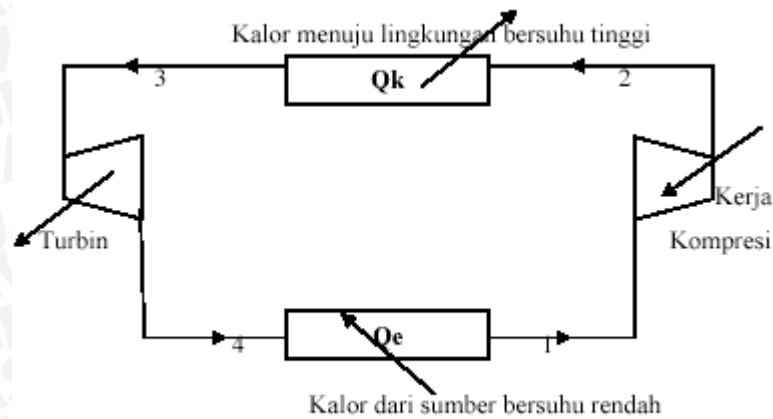 Kalor menuju lingkungan bersuhu tinggi
3
Qk
2
Kerja
Turbin
Kompresi
4
Qe
1
Kalor dari sumber bersuhu rendah